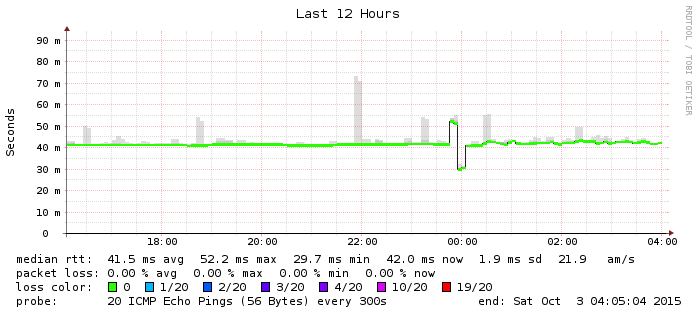 Last 12 Hours
RRDTOOL / TOBI OETIKER
Seconds
90 m
80 m
70 m
60 m
50 m
40 m
30 m
20 m
10 m
0
18:00 20:00 22:00 00:00 02:00 04:00
median rtt: 41.5 ms avg 52.2 ms max 29.7 ms min 42.0 ms now 1.9 ms sd 21.9 am/s
packet loss: 0.00 % avg 0.00 % max 0.00 % min 0.00 % now
loss color: 0 1/20 2/20 3/20 4/20 10/20 19/20
probe: 20 ICMP Echo Pings (56 Bytes) every 300s end: Sat Oct 3 04:05:04 2015